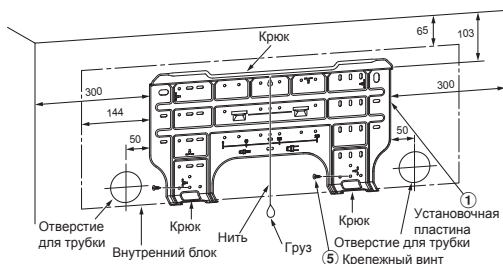 65
103
Крюк
300
300
144
50
50
①
Отверстие
для трубки
Крюк
Нить
Крюк
Установочная
пластина
Внутренний блок
Груз
Отверстие
для трубки
⑤ Крепежный винт